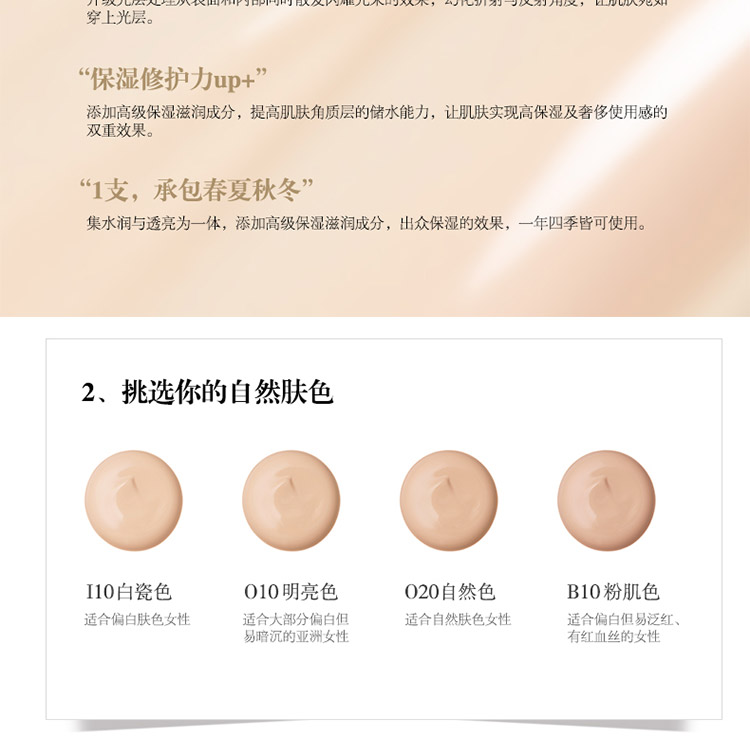 穿上光层。
“保湿修护力up+”
添加高级保湿滋润成分，提高肌肤角质层的储水能力，让肌肤实现高保湿及奢侈使用感的
双重效果。
“1支，承包春夏秋冬”
集水润与透亮为一体，添加高级保湿滋润成分，出众保湿的效果，一年四季皆可使用。
2、挑选你的自然肤色
I10白瓷色
适合偏白肤色女性
O10明亮色
适合大部分偏白但
易暗沉的亚洲女性
O20自然色
适合自然肤色女性
B10粉肌色
适合偏白但易泛红、
有红血丝的女性